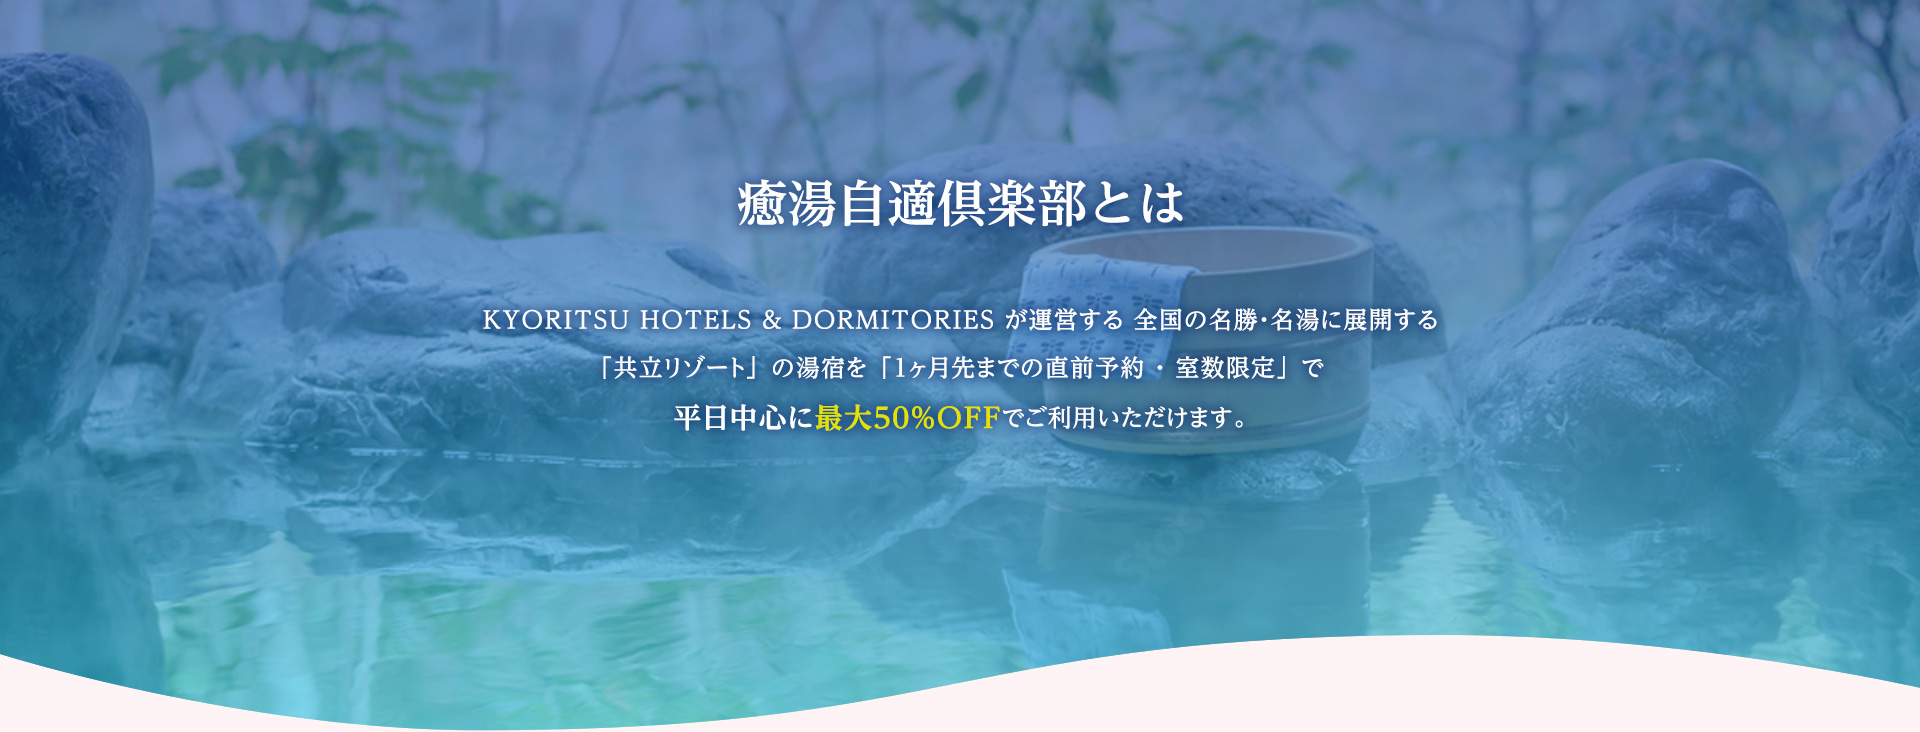 癒湯自適倶楽部とは
KYORITSU HOTELS & DORMITORIES が運営する 全国の名勝・名湯に展開する
「共立リゾート」の湯宿を「1ヶ月先までの直前予約・室数限定」で
平日中心に最大50%OFFでご利用いただけます。